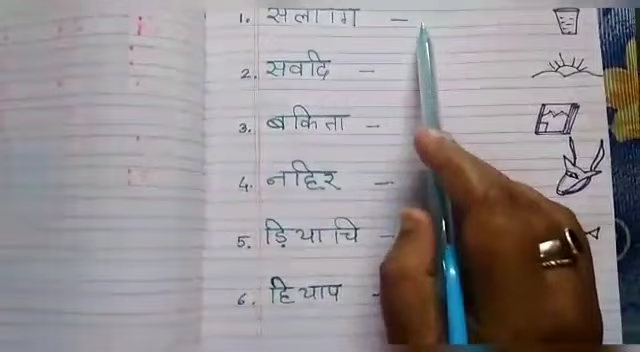 1. सलााग -
2. सवदि -
3. बकिता -
4. नहिर -
5. ड़ियाचि -
6. हियाप -